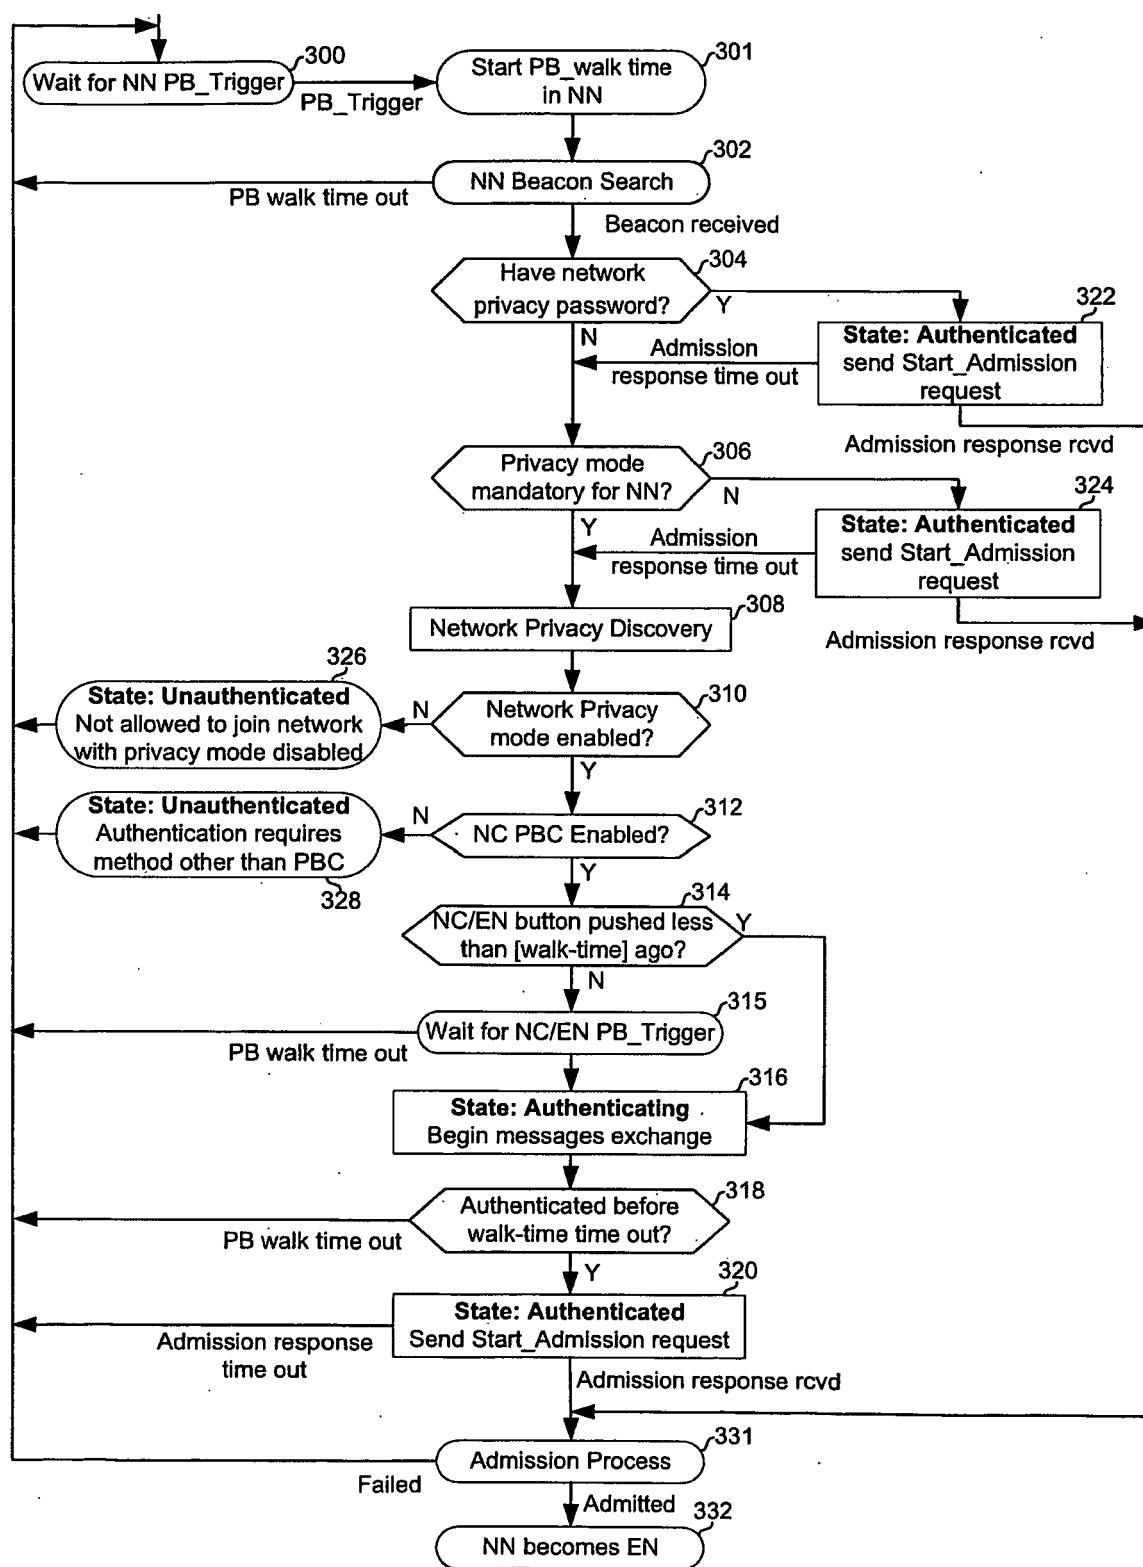 300
Wait for NN PB_Trigger
PB_Trigger
301
Start PB_walk time
in NN
302
NN Beacon Search
PB walk time out
Beacon received
304
Have network
privacy password?
Y
N
322
State: Authenticated
send Start_Admission
request
Admission
response time out
Admission response rcvd
306
Privacy mode
mandatory for NN?
N
Y
324
State: Authenticated
send Start_Admission
request
Admission
response time out
Admission response rcvd
308
Network Privacy Discovery
326
State: Unauthenticated
Not allowed to join network
with privacy mode disabled
N
310
Network Privacy
mode enabled?
Y
State: Unauthenticated
Authentication requires
method other than PBC
328
N
312
NC PBC Enabled?
Y
314
NC/EN button pushed less
than [walk-time] ago?
Y
N
315
Wait for NC/EN PB_Trigger
PB walk time out
316
State: Authenticating
Begin messages exchange
318
Authenticated before
walk-time time out?
PB walk time out
Y
320
State: Authenticated
Send Start_Admission request
Admission response
time out
Admission response rcvd
331
Admission Process
Failed
Admitted
332
NN becomes EN